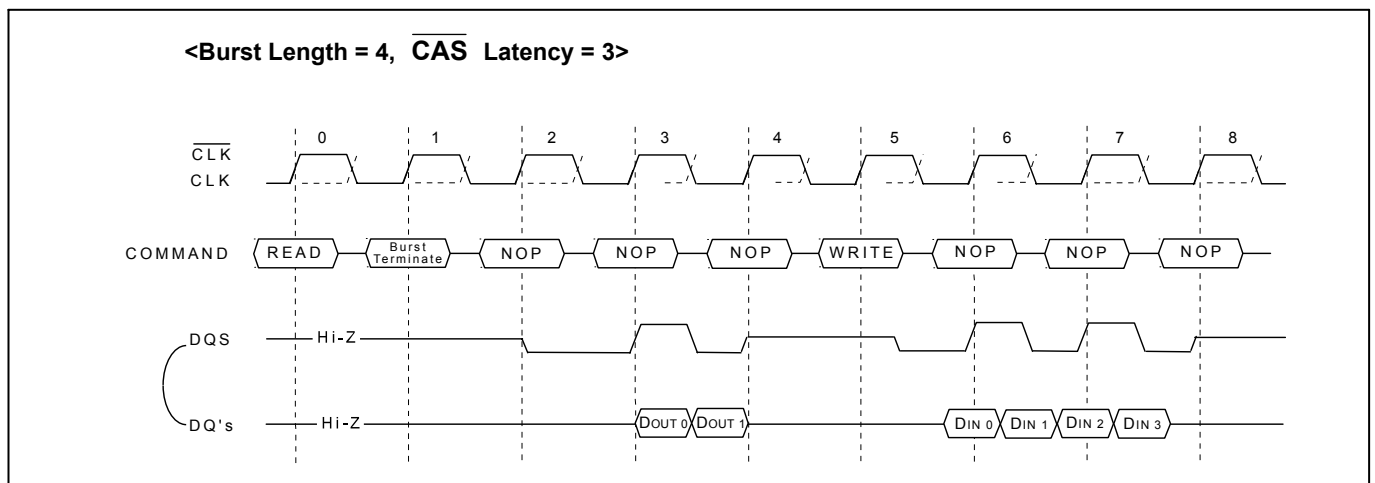 <Burst Length = 4, CAS Latency = 3>
0 1 2 3 4 5 6 7 8
CLK
CLK
COMMAND READ Burst Terminate NOP NOP NOP WRITE NOP NOP NOP
DQS Hi-Z
DQ's Hi-Z DOUT 0 DOUT 1 DIN 0 DIN 1 DIN 2 DIN 3